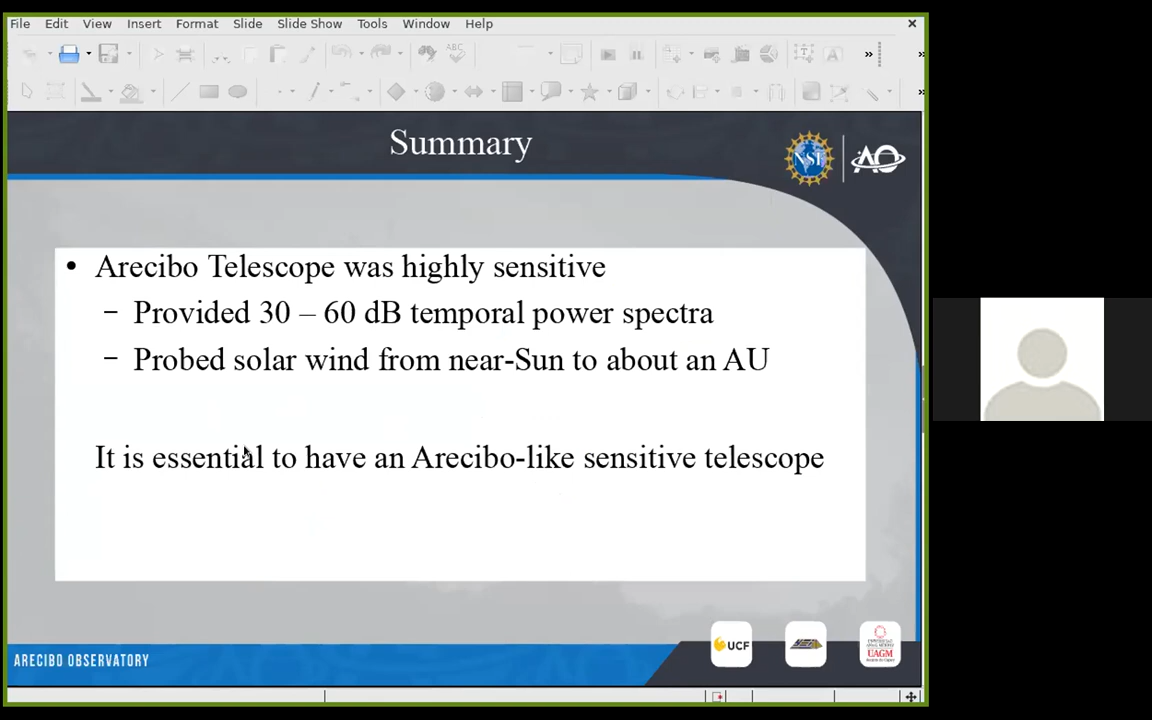 File Edit View Insert Format Slide Slide Show Tools Window Help
ABC
Summary
NSF
AO
• Arecibo Telescope was highly sensitive
– Provided 30 – 60 dB temporal power spectra
– Probed solar wind from near-Sun to about an AU
It is essential to have an Arecibo-like sensitive telescope
ARECIBO OBSERVATORY
UCF
UAGM